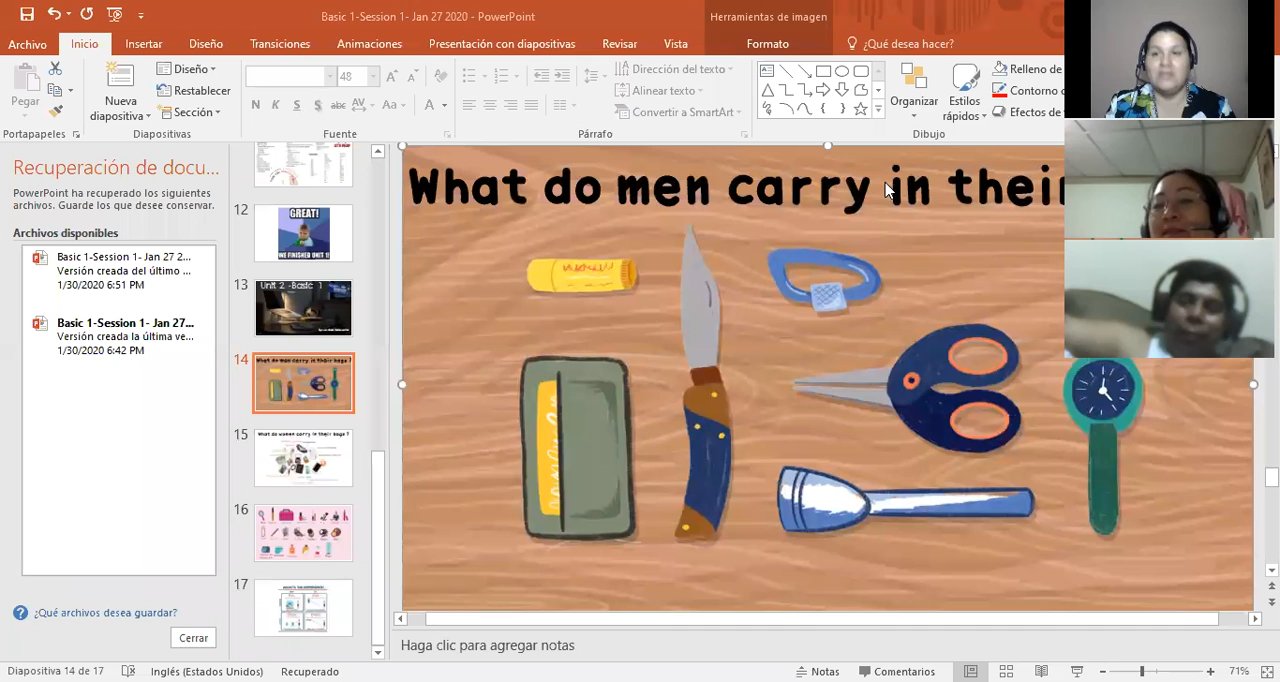 Basic 1-Session 1- Jan 27 2020 - PowerPoint
Herramientas de imagen
Archivo
Inicio
Insertar
Diseño
Transiciones
Animaciones
Presentación con diapositivas
Revisar
Vista
Formato
¿Qué desea hacer?
Pegar
Nueva diapositiva
Diseño
Restablecer
Sección
48
N K S S abc AV Aa A
Dirección del texto
Alinear texto
Convertir a SmartArt
Organizar
Estilos rápidos
Relleno de
Contorno
Efectos de
Portapapeles
Diapositivas
Fuente
Párrafo
Dibujo
Recuperación de docu...
PowerPoint ha recuperado los siguientes
archivos. Guarde los que desee conservar.
Archivos disponibles
Basic 1-Session 1- Jan 27 2...
Versión creada del último ...
1/30/2020 6:51 PM
Basic 1-Session 1- Jan 27...
Versión creada la última ve...
1/30/2020 6:42 PM
¿Qué archivos desea guardar?
Cerrar
12
GREAT!
WE FINISHED UNIT 1!
13
Unit 2 -Basic 1
14
What do men carry in their bags ?
15
What do women carry in their bags ?
16
17
What do men carry in their
Haga clic para agregar notas
Diapositiva 14 de 17
Inglés (Estados Unidos)
Recuperado
Notas
Comentarios
71%